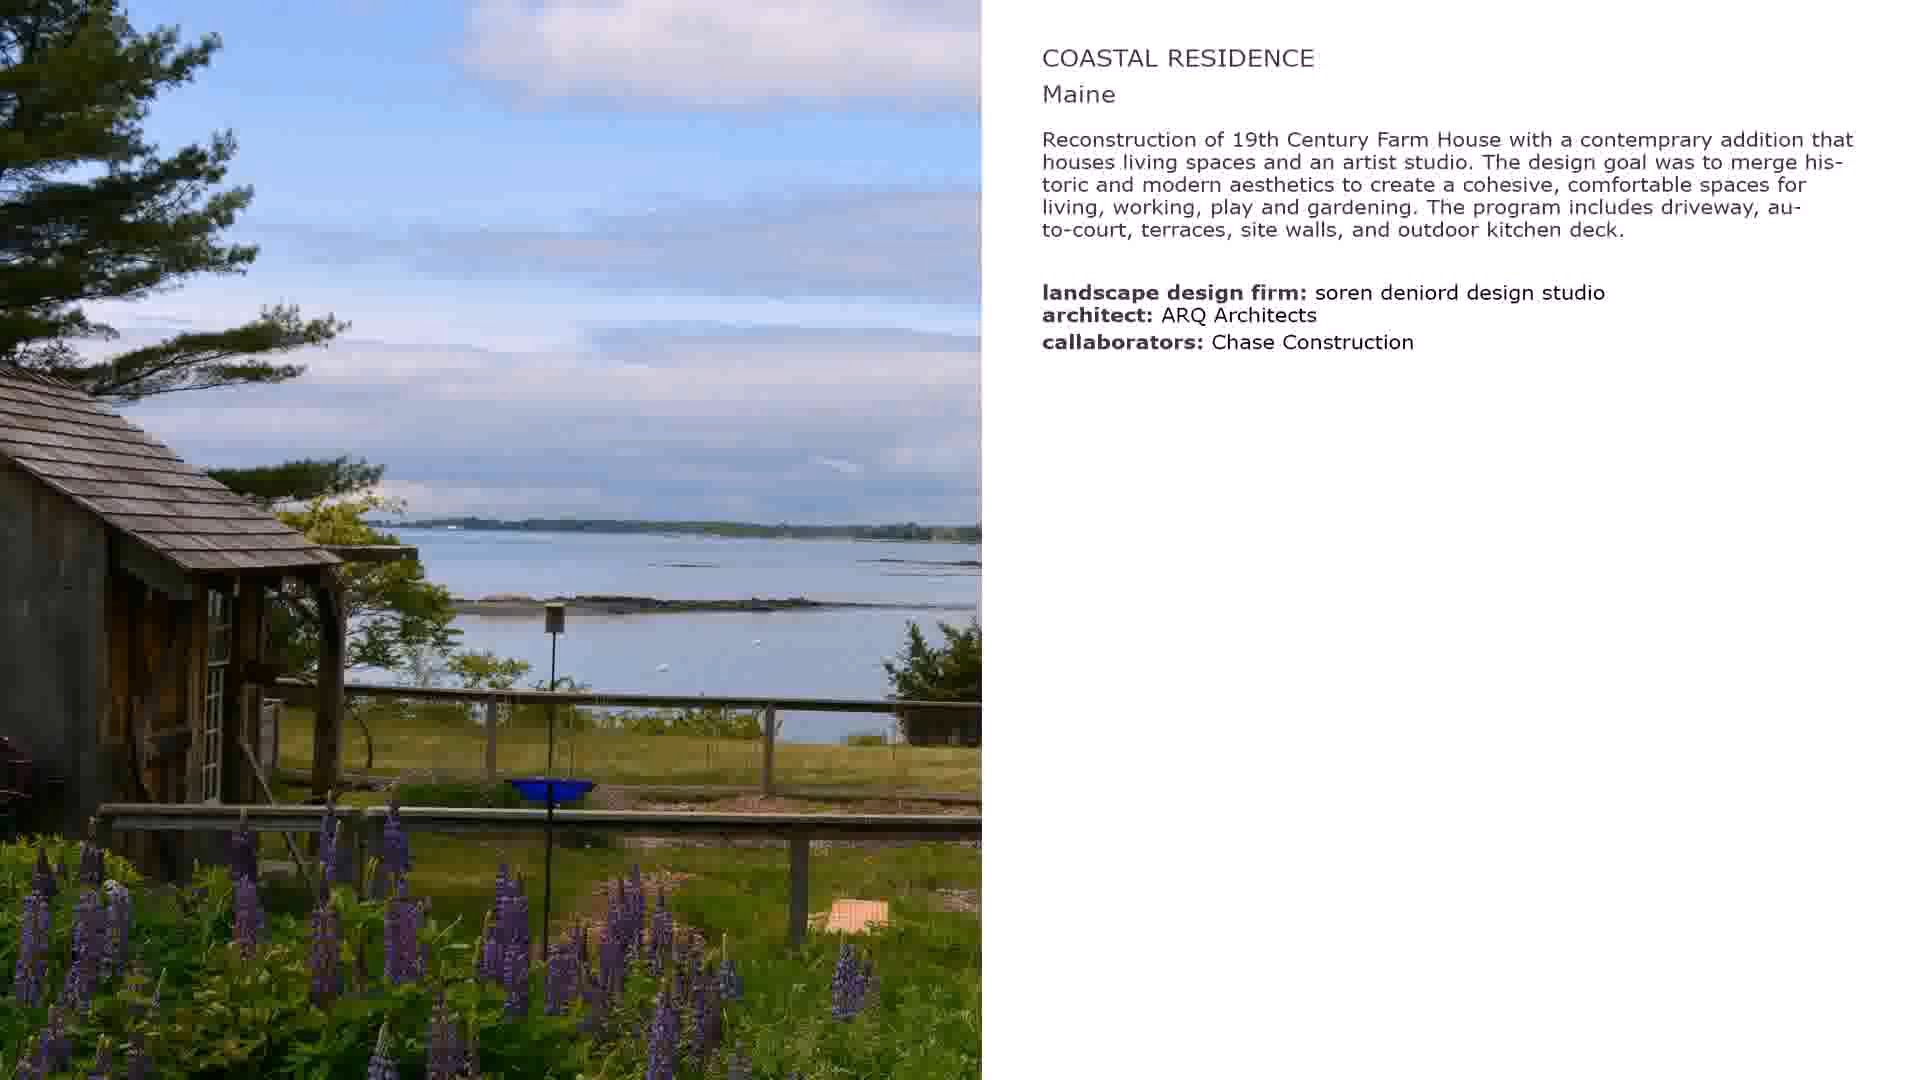 COASTAL RESIDENCE
Maine
Reconstruction of 19th Century Farm House with a contemprary addition that
houses living spaces and an artist studio. The design goal was to merge his-
toric and modern aesthetics to create a cohesive, comfortable spaces for
living, working, play and gardening. The program includes driveway, au-
to-court, terraces, site walls, and outdoor kitchen deck.
landscape design firm: soren deniord design studio
architect: ARQ Architects
callaborators: Chase Construction